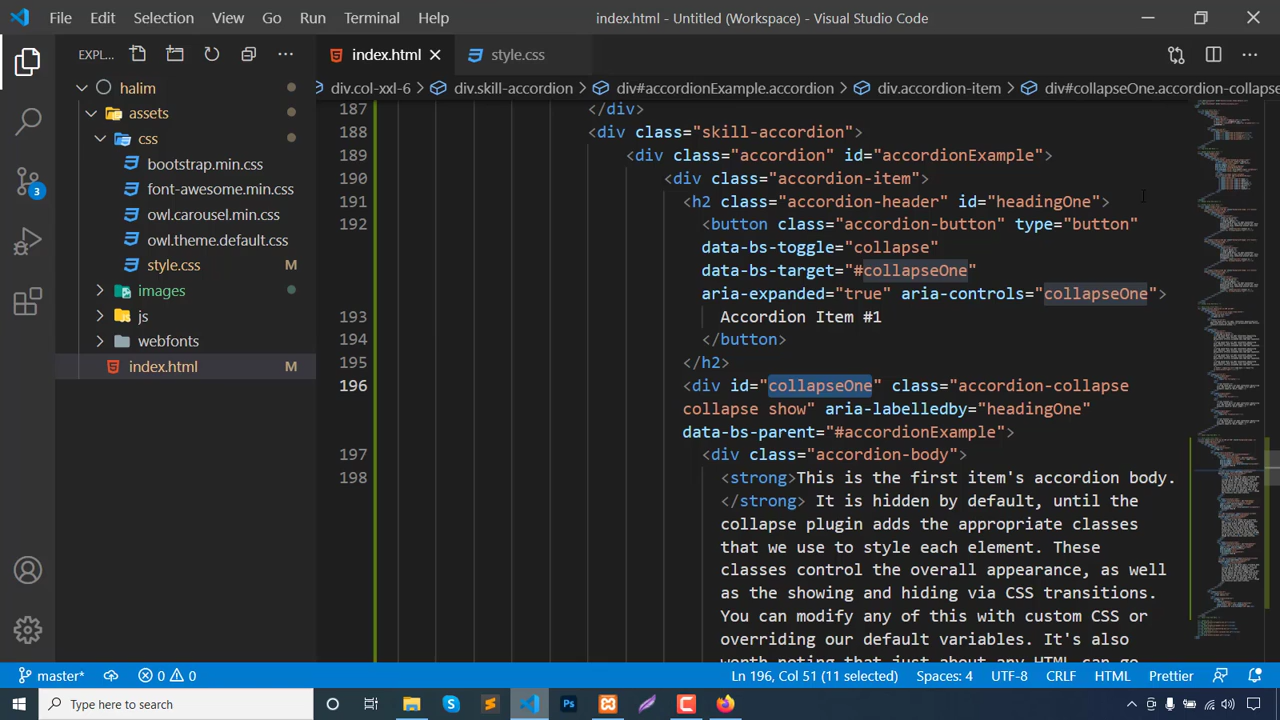 File Edit Selection View Go Run Terminal Help index.html - Untitled (Workspace) - Visual Studio Code
EXPL...
index.html
style.css
halim
assets
css
bootstrap.min.css
font-awesome.min.css
owl.carousel.min.css
owl.theme.default.css
style.css M
images
js
webfonts
index.html M
3
div.col-xxl-6 div.skill-accordion div#accordionExample.accordion div.accordion-item div#collapseOne.accordion-collapse
187 </div>
188 <div class="skill-accordion">
189 <div class="accordion" id="accordionExample">
190 <div class="accordion-item">
191 <h2 class="accordion-header" id="headingOne">
192 <button class="accordion-button" type="button"
data-bs-toggle="collapse"
data-bs-target="#collapseOne"
aria-expanded="true" aria-controls="collapseOne">
193 Accordion Item #1
194 </button>
195 </h2>
196 <div id="collapseOne" class="accordion-collapse
collapse show" aria-labelledby="headingOne"
data-bs-parent="#accordionExample">
197 <div class="accordion-body">
198 <strong>This is the first item's accordion body.
</strong> It is hidden by default, until the
collapse plugin adds the appropriate classes
that we use to style each element. These
classes control the overall appearance, as well
as the showing and hiding via CSS transitions.
You can modify any of this with custom CSS or
overriding our default variables. It's also
worth noting that just about any HTML can go
master* 0 0 Ln 196, Col 51 (11 selected) Spaces: 4 UTF-8 CRLF HTML Prettier
Type here to search